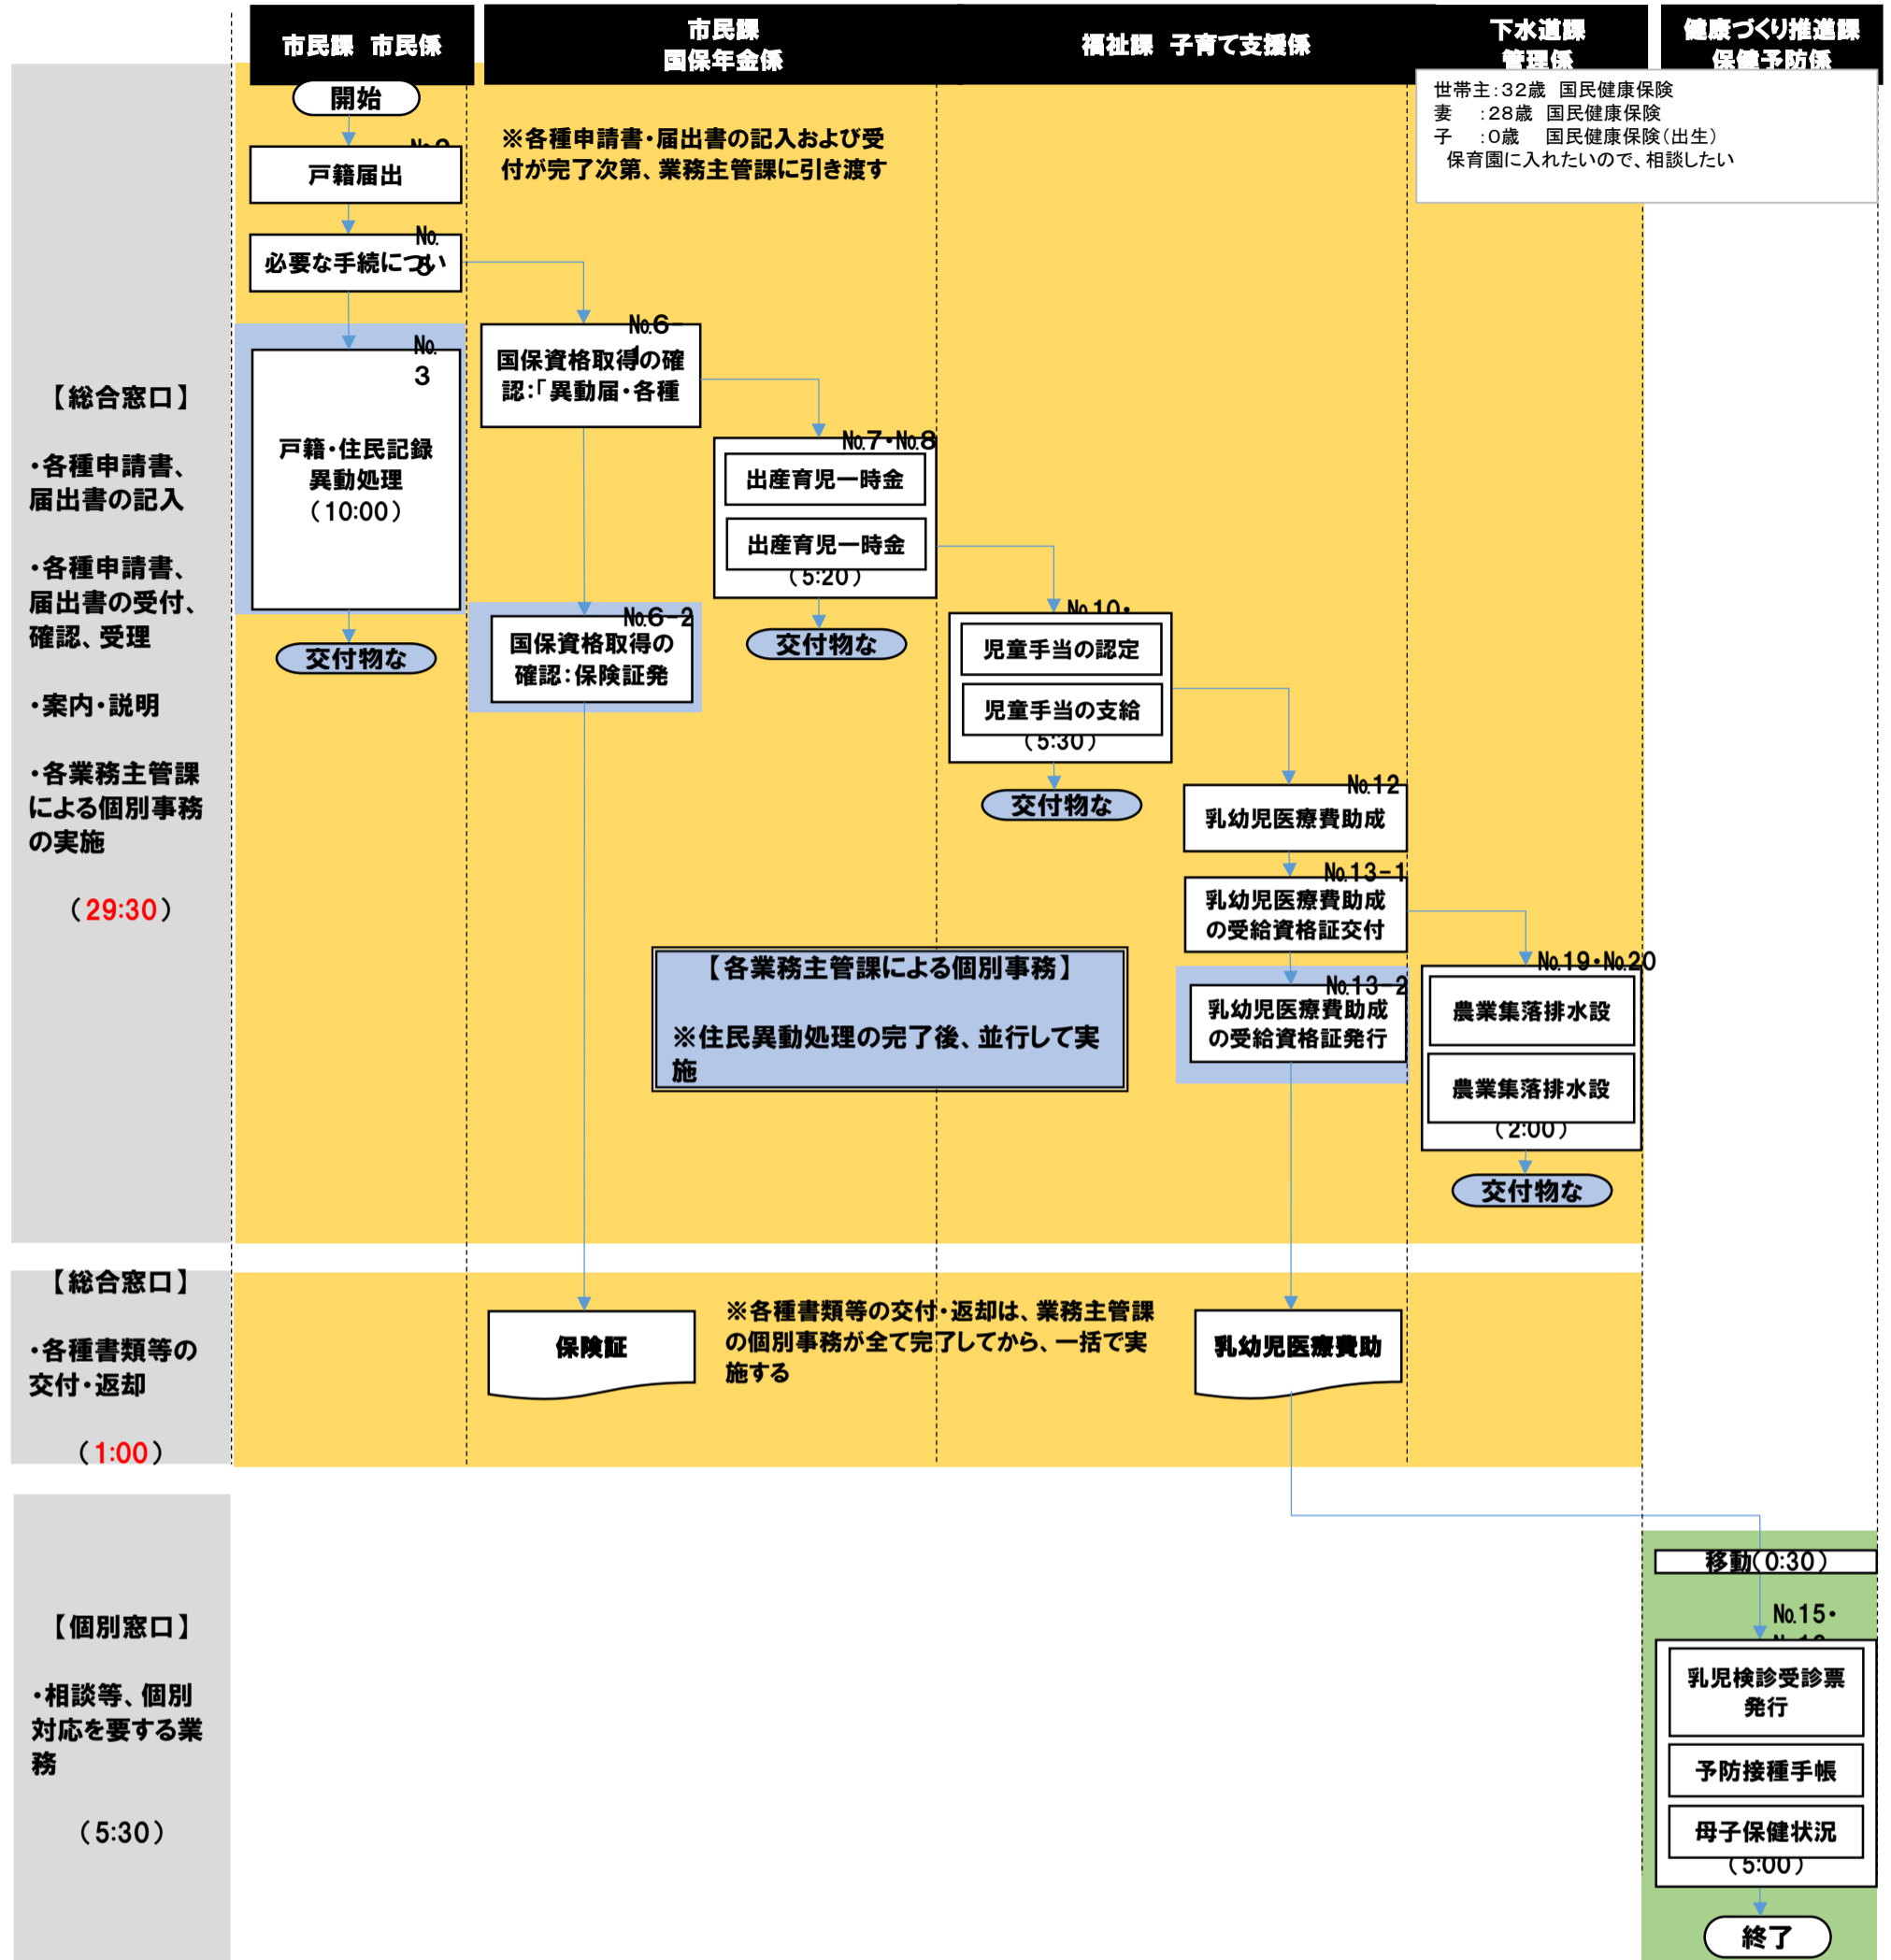 市民課 市民係
市民課
国保年金係
福祉課 子育て支援係
下水道課
管理係
健康づくり推進課
保健予防係
世帯主：32歳 国民健康保険
妻 ：28歳 国民健康保険
子 ：0歳 国民健康保険（出生）
保育園に入れたいので、相談したい
【総合窓口】
・各種申請書、
届出書の記入
・各種申請書、
届出書の受付、
確認、受理
・案内・説明
・各業務主管課
による個別事務
の実施
（29:30）
開始
戸籍届出
※各種申請書・届出書の記入および受
付が完了次第、業務主管課に引き渡す
№
5
必要な手続につい
№
3
戸籍・住民記録
異動処理
（10:00）
交付物な
№6-
1
国保資格取得の確
認：「異動届・各種
№7・№8
出産育児一時金
出産育児一時金
（5:20）
交付物な
№6-2
国保資格取得の
確認：保険証発
№10・
児童手当の認定
児童手当の支給
（5:30）
交付物な
№12
乳幼児医療費助成
№13-1
乳幼児医療費助成
の受給資格証交付
№13-2
乳幼児医療費助成
の受給資格証発行
№19・№20
農業集落排水設
農業集落排水設
（2:00）
交付物な
【各業務主管課による個別事務】
※住民異動処理の完了後、並行して実
施
【総合窓口】
・各種書類等の
交付・返却
（1:00）
保険証
※各種書類等の交付・返却は、業務主管課
の個別事務が全て完了してから、一括で実
施する
乳幼児医療費助
【個別窓口】
・相談等、個別
対応を要する業
務
（5:30）
移動（0:30）
№15・
乳児検診受診票
発行
予防接種手帳
母子保健状況
（5:00）
終了